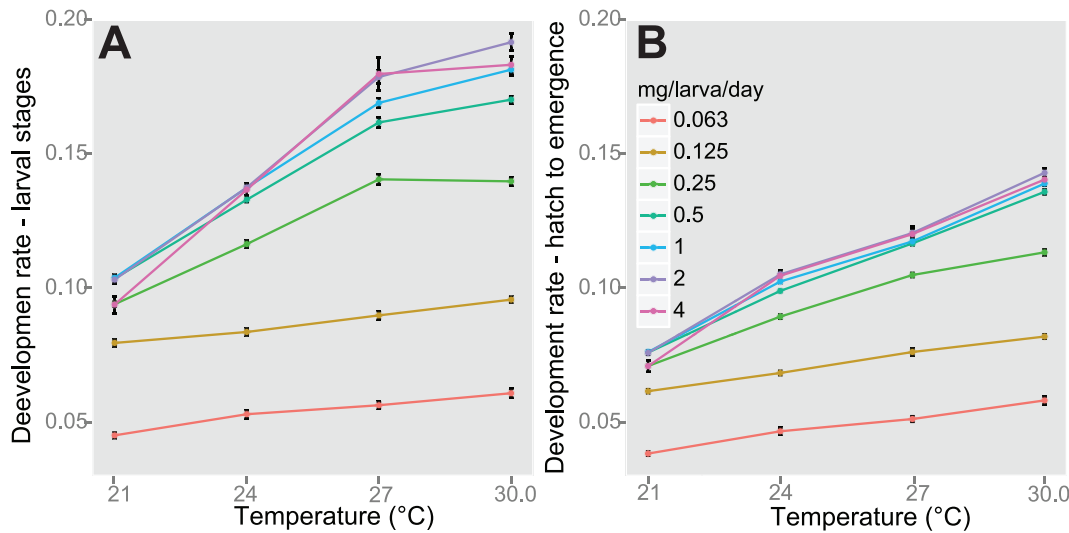 A
Deevelopmen rate - larval stages
0.20
0.15
0.10
0.05
21 24 27 30.0
Temperature (°C)
B
Development rate - hatch to emergence
0.20
0.15
0.10
0.05
mg/larva/day
0.063
0.125
0.25
0.5
1
2
4
21 24 27 30.0
Temperature (°C)